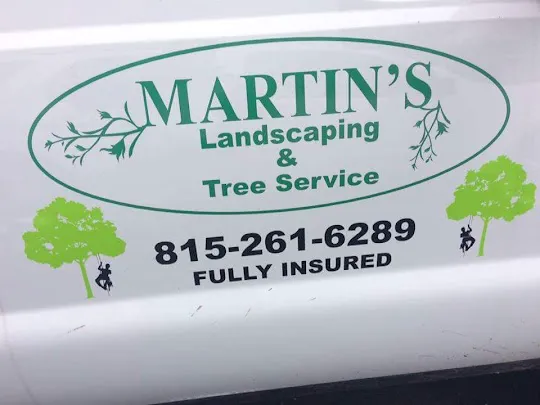 MARTIN'S
Landscaping
&
Tree Service
815-261-6289
FULLY INSURED